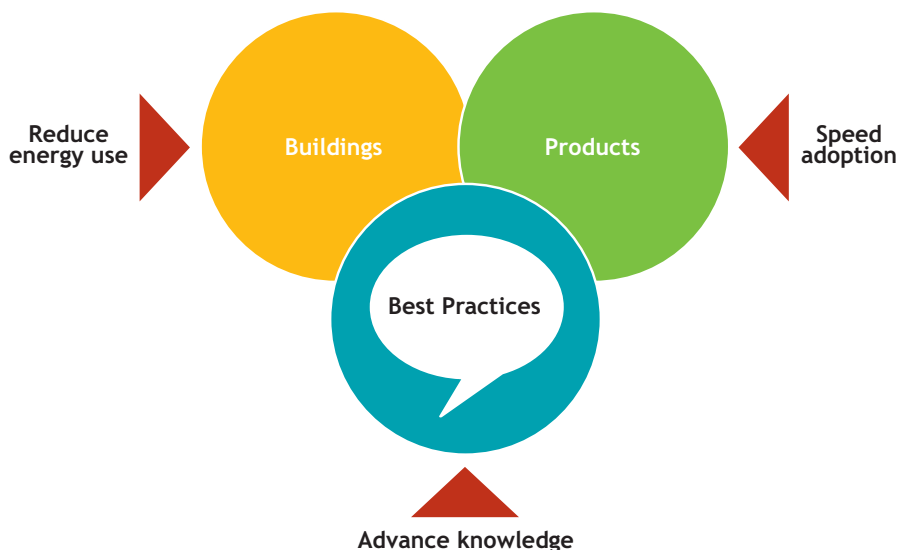 Reduce
energy use
Buildings
Products
Speed
adoption
Best Practices
Advance knowledge